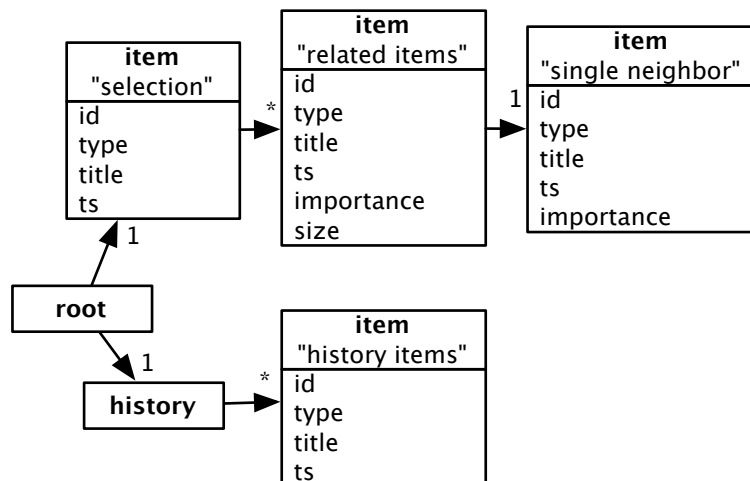 item
"selection"
id
type
title
ts
*
item
"related items"
id
type
title
ts
importance
size
1
item
"single neighbor"
id
type
title
ts
importance
1
root
1
history
*
item
"history items"
id
type
title
ts